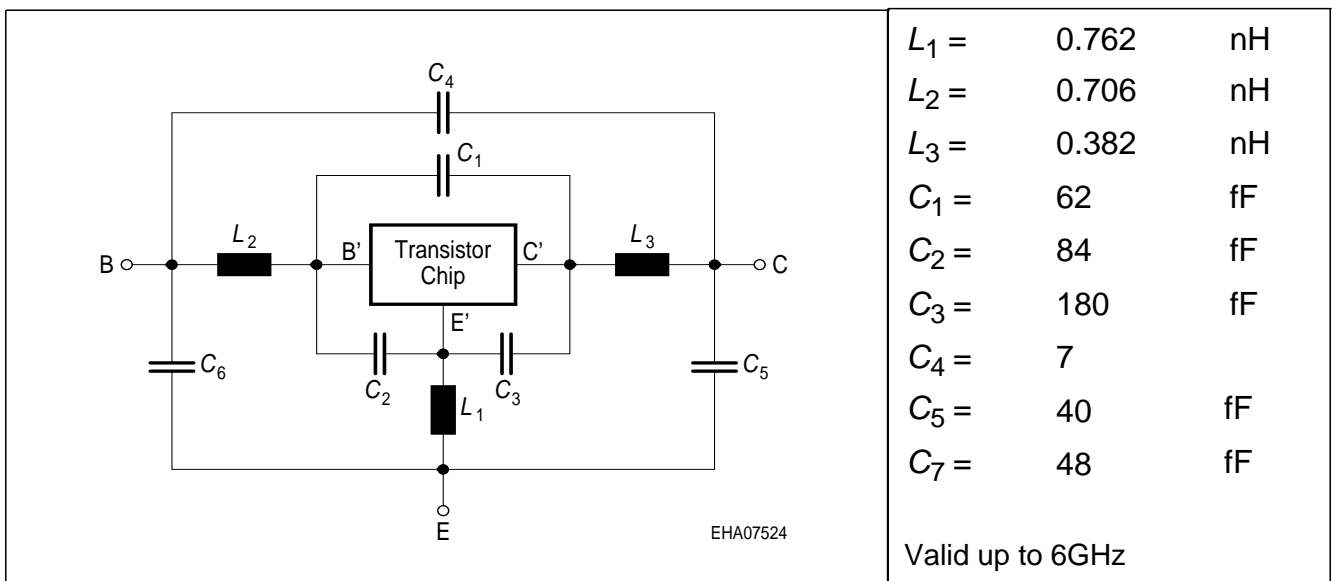 C4
C1
L2
B'
Transistor
Chip
C'
L3
B
C
E'
C6
C2
C3
C5
L1
E
EHA07524
L1 = 0.762 nH
L2 = 0.706 nH
L3 = 0.382 nH
C1 = 62 fF
C2 = 84 fF
C3 = 180 fF
C4 = 7
C5 = 40 fF
C7 = 48 fF
Valid up to 6GHz